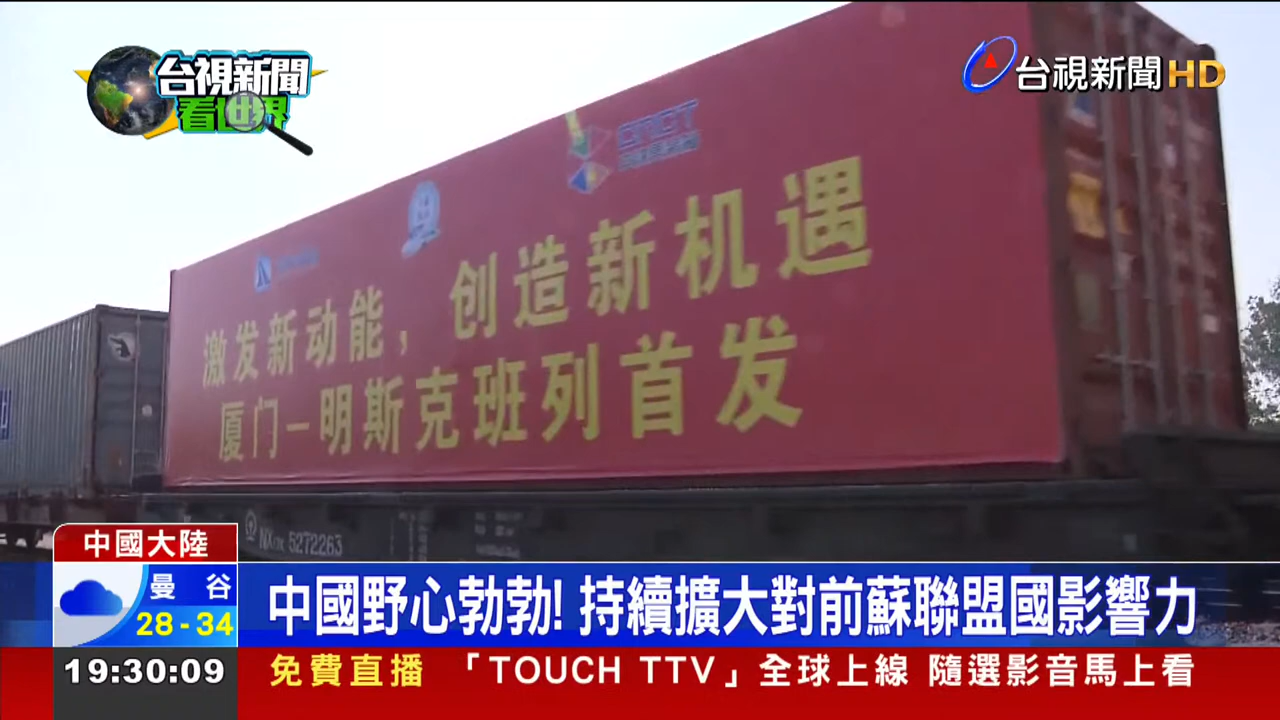 台視新聞
看世界
台視新聞HD
CRCT
激发新动能，创造新机遇
厦门-明斯克班列首发
5272263
中國大陸
曼 谷
28-34
中國野心勃勃! 持續擴大對前蘇聯盟國影響力
19:30:09
免費直播 「TOUCH TTV」全球上線 隨選影音馬上看